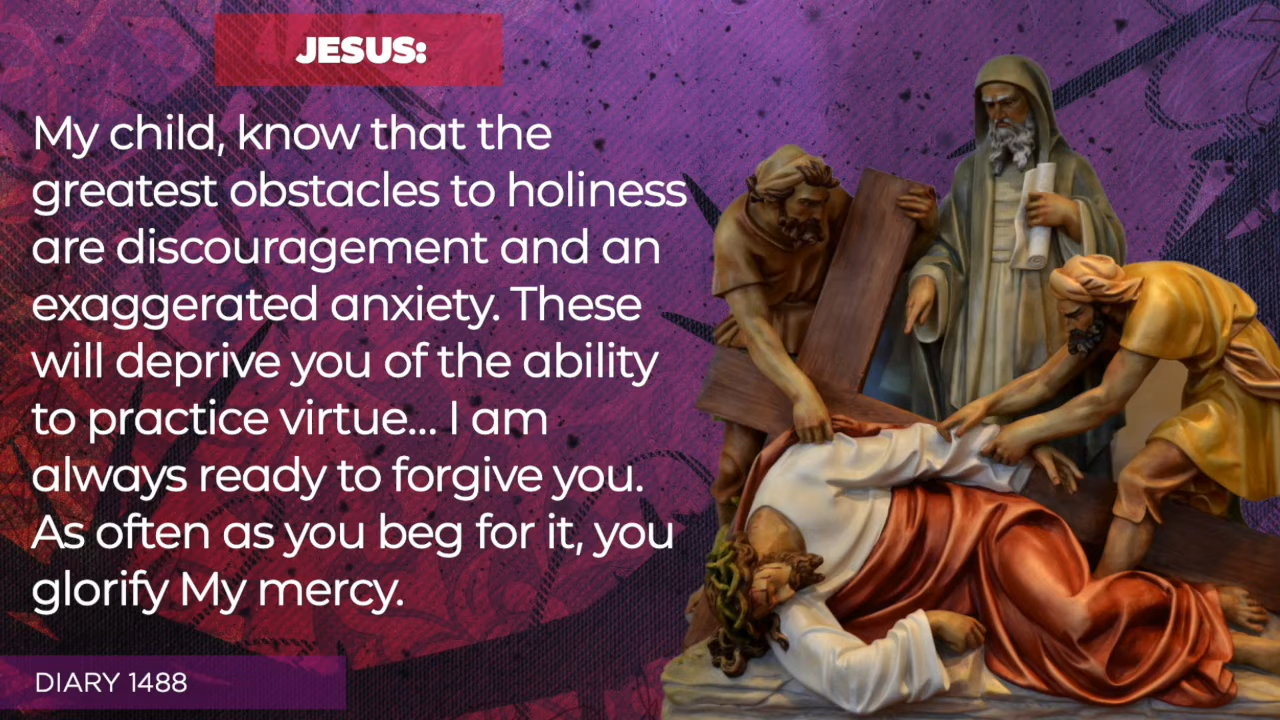 JESUS:
My child, know that the
greatest obstacles to holiness
are discouragement and an
exaggerated anxiety. These
will deprive you of the ability
to practice virtue... I am
always ready to forgive you.
As often as you beg for it, you
glorify My mercy.
DIARY 1488